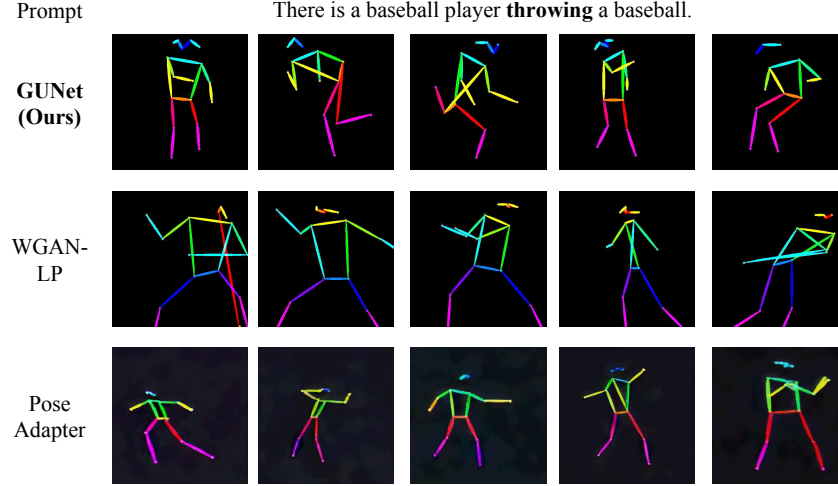 Prompt
There is a baseball player throwing a baseball.
GUNet
(Ours)
WGAN-
LP
Pose
Adapter